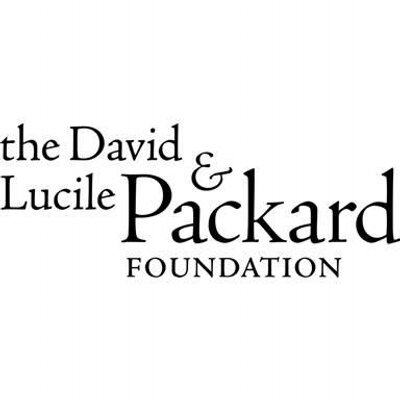 the David &
Lucile Packard
FOUNDATION